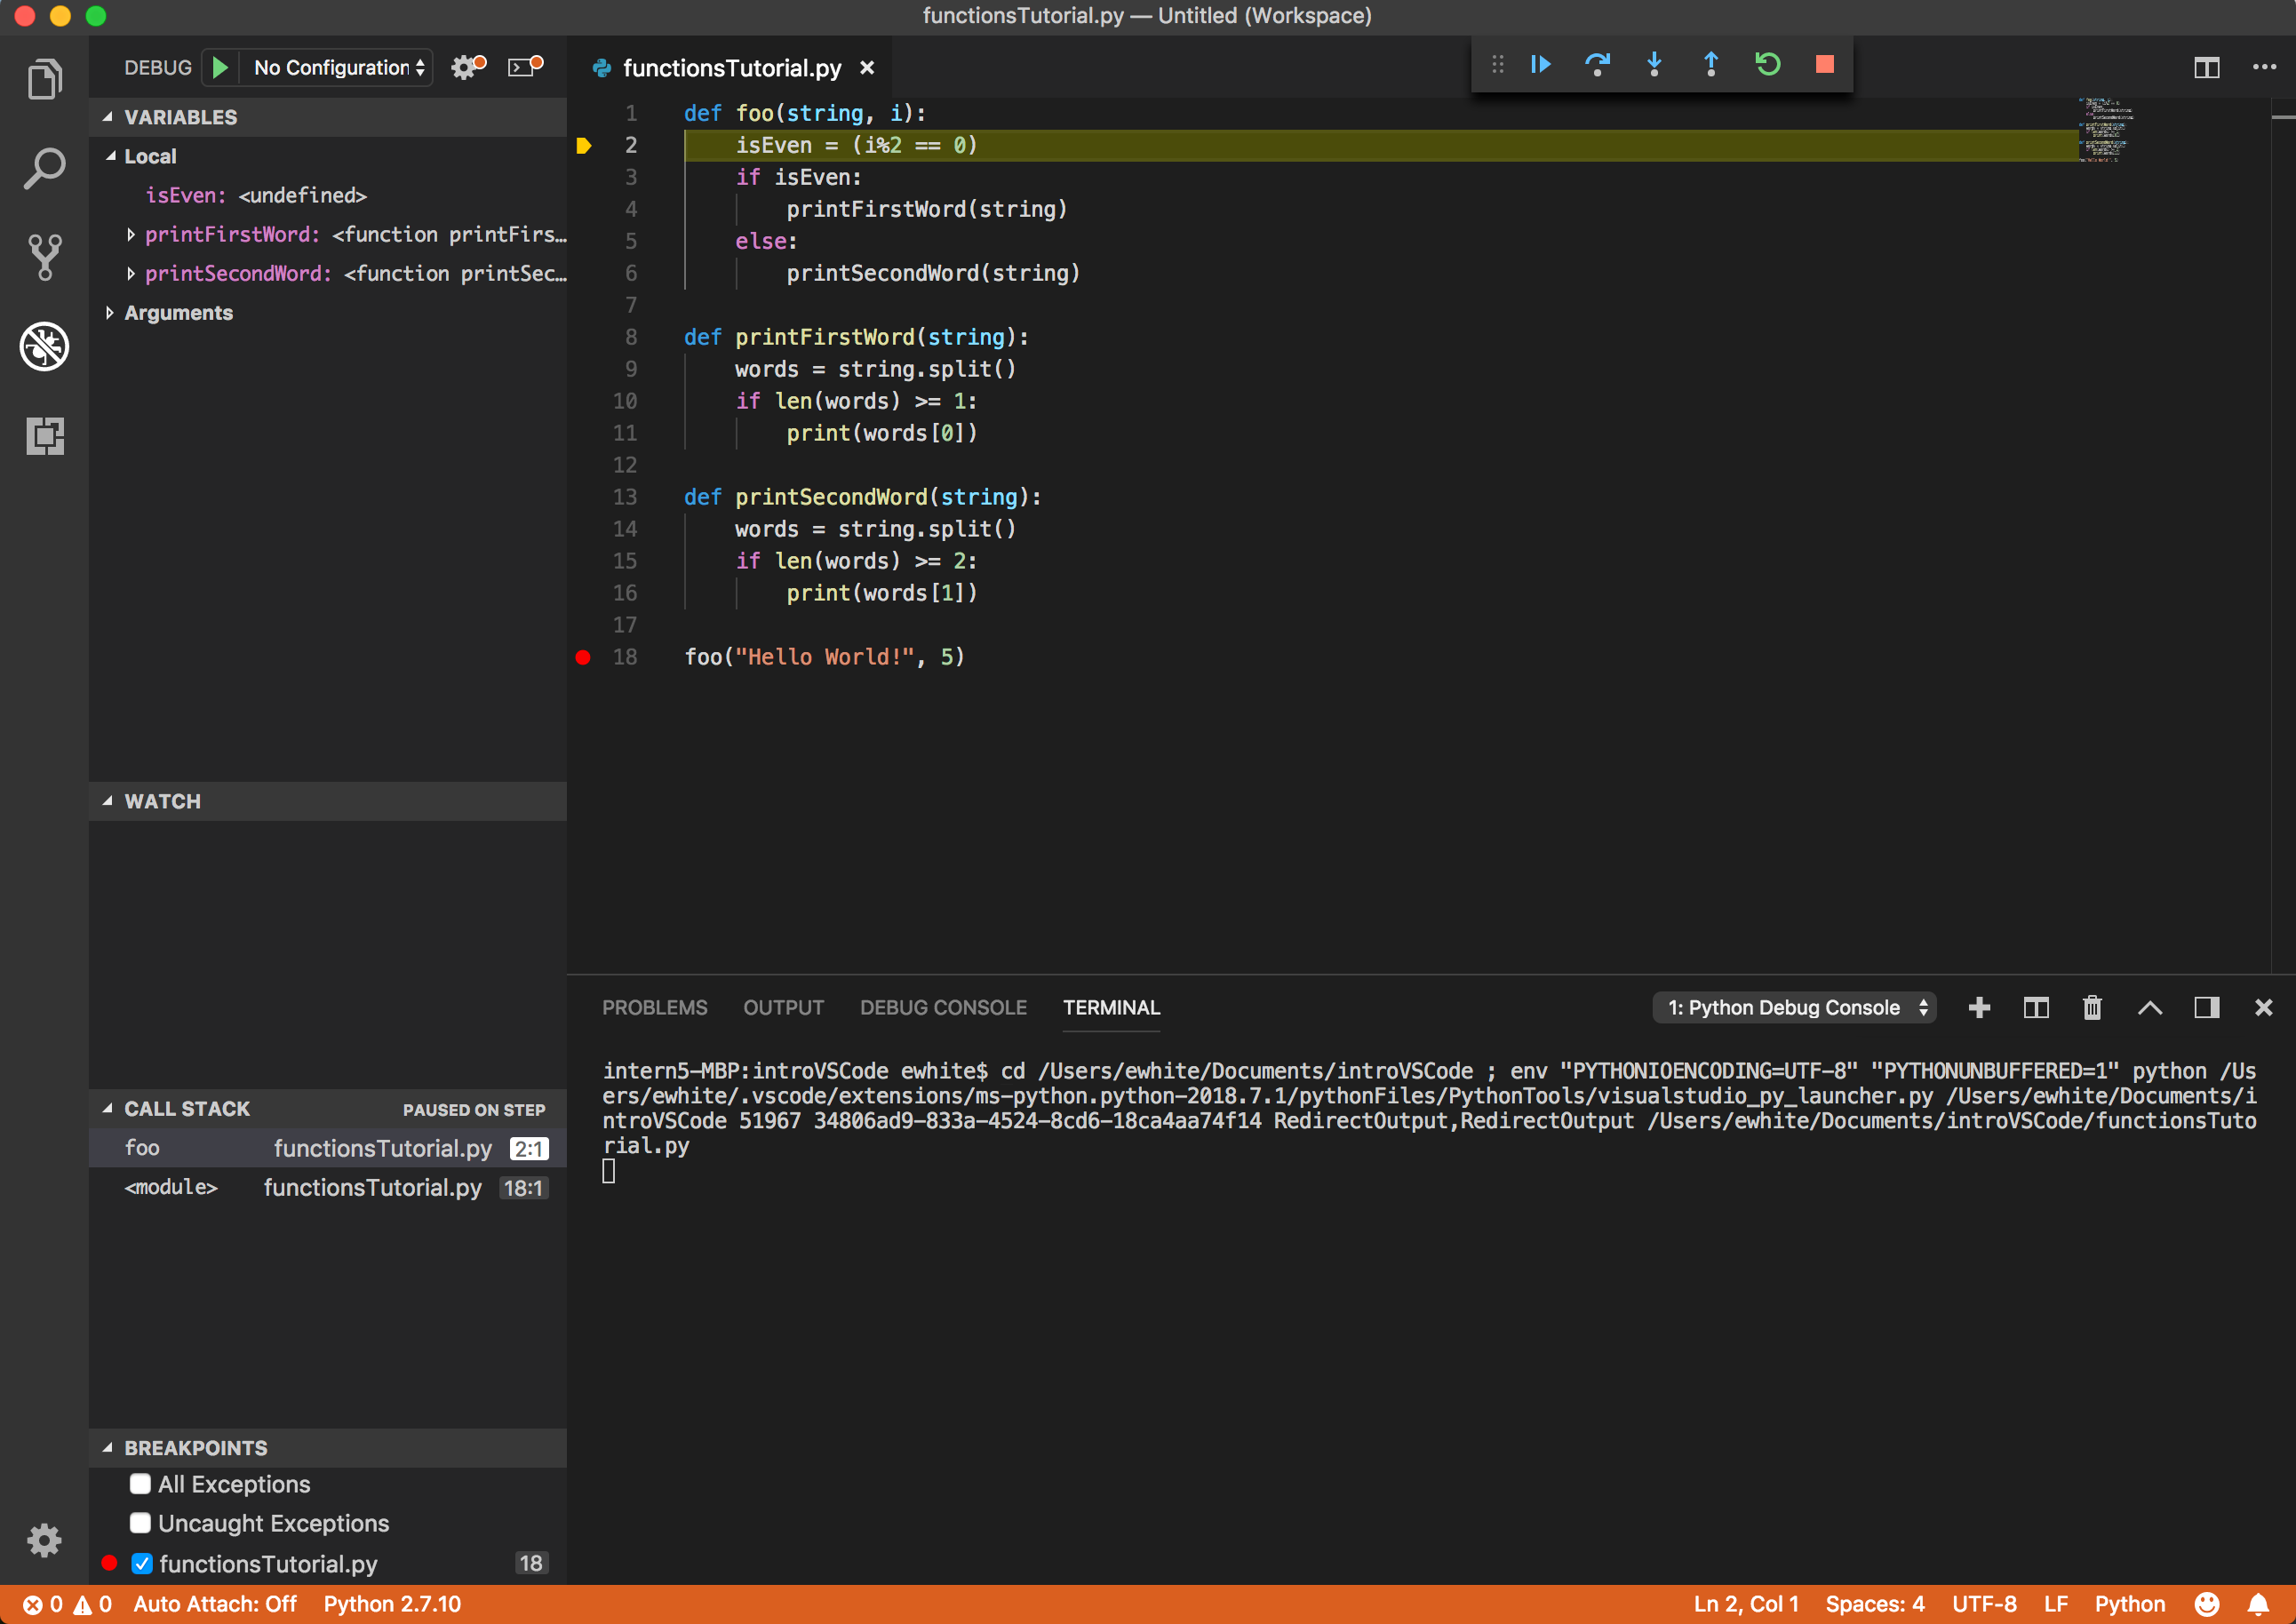 functionsTutorial.py — Untitled (Workspace)
DEBUG No Configuration
VARIABLES
Local
isEven: <undefined>
printFirstWord: <function printFirs…
printSecondWord: <function printSec…
Arguments
WATCH
CALL STACK PAUSED ON STEP
foo functionsTutorial.py 2:1
<module> functionsTutorial.py 18:1
BREAKPOINTS
All Exceptions
Uncaught Exceptions
functionsTutorial.py 18
functionsTutorial.py
1 def foo(string, i):
2 isEven = (i%2 == 0)
3 if isEven:
4 printFirstWord(string)
5 else:
6 printSecondWord(string)
7
8 def printFirstWord(string):
9 words = string.split()
10 if len(words) >= 1:
11 print(words[0])
12
13 def printSecondWord(string):
14 words = string.split()
15 if len(words) >= 2:
16 print(words[1])
17
18 foo("Hello World!", 5)
PROBLEMS OUTPUT DEBUG CONSOLE TERMINAL 1: Python Debug Console
intern5-MBP:introVSCode ewhite$ cd /Users/ewhite/Documents/introVSCode ; env "PYTHONIOENCODING=UTF-8" "PYTHONUNBUFFERED=1" python /Us
ers/ewhite/.vscode/extensions/ms-python.python-2018.7.1/pythonFiles/PythonTools/visualstudio_py_launcher.py /Users/ewhite/Documents/i
ntroVSCode 51967 34806ad9-833a-4524-8cd6-18ca4aa74f14 RedirectOutput,RedirectOutput /Users/ewhite/Documents/introVSCode/functionsTuto
rial.py
0 0 Auto Attach: Off Python 2.7.10 Ln 2, Col 1 Spaces: 4 UTF-8 LF Python